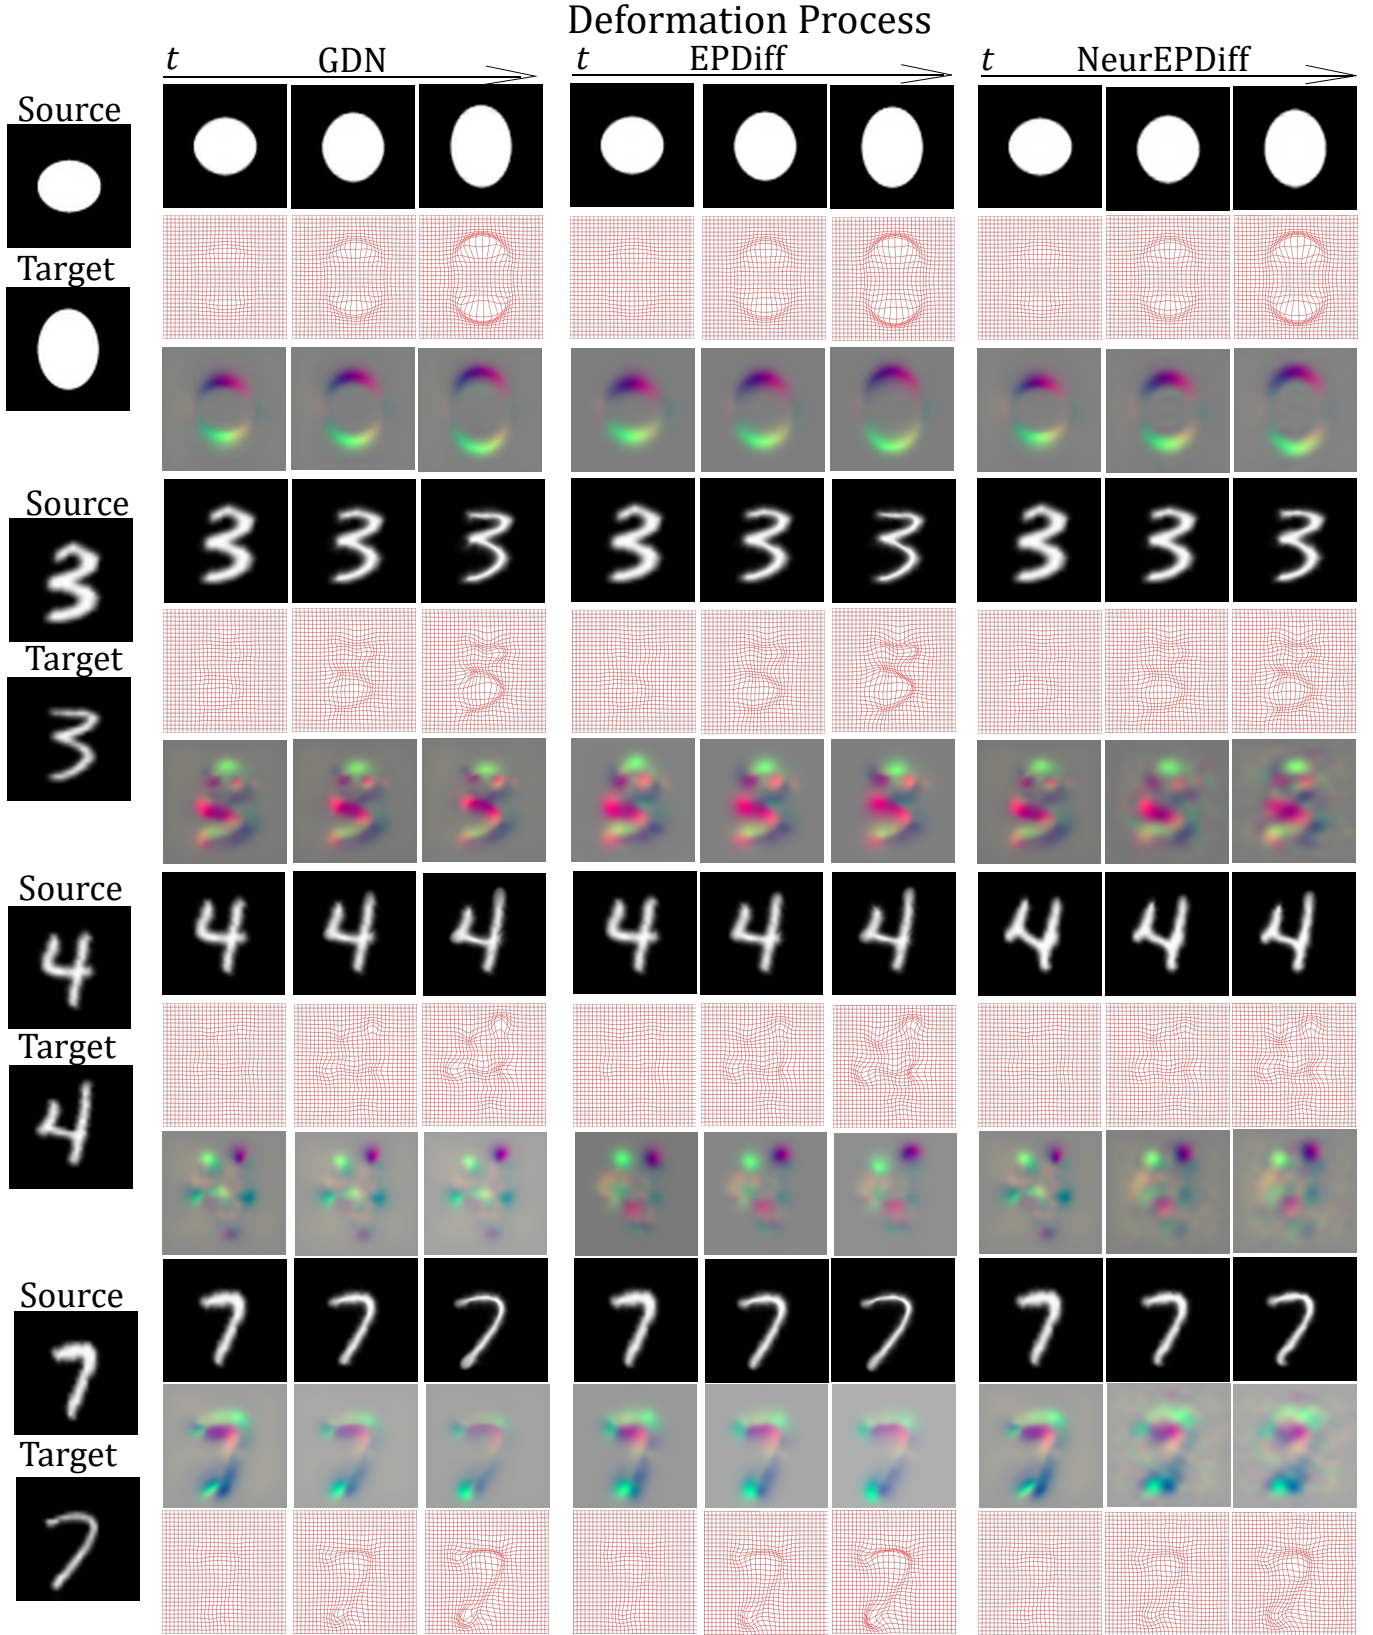 Deformation Process
t GDN
t EPDiff
t NeurEPDiff
Source
Target
Source
Target
Source
Target
Source
Target